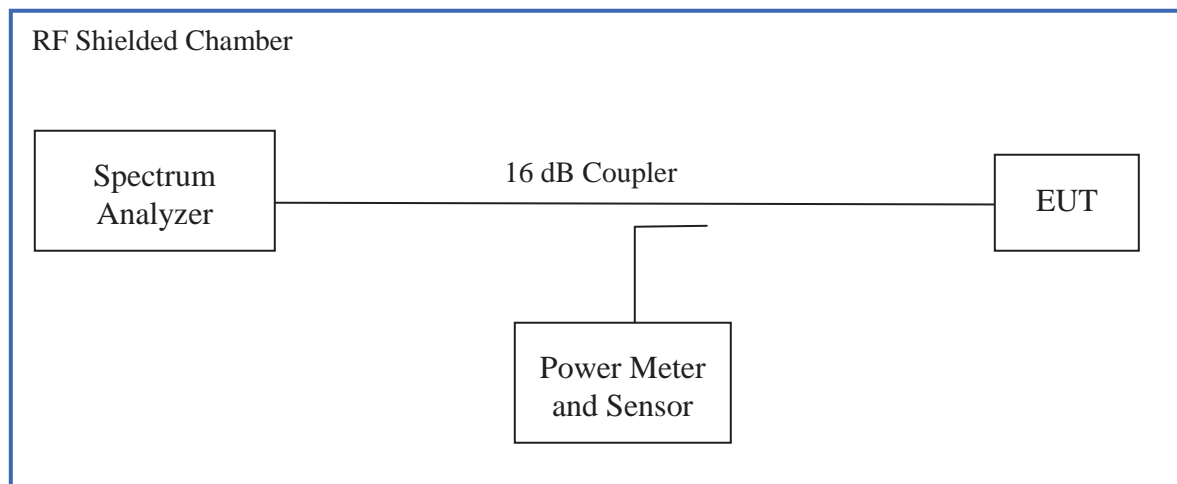 RF Shielded Chamber
16 dB Coupler
Spectrum
Analyzer
EUT
Power Meter
and Sensor